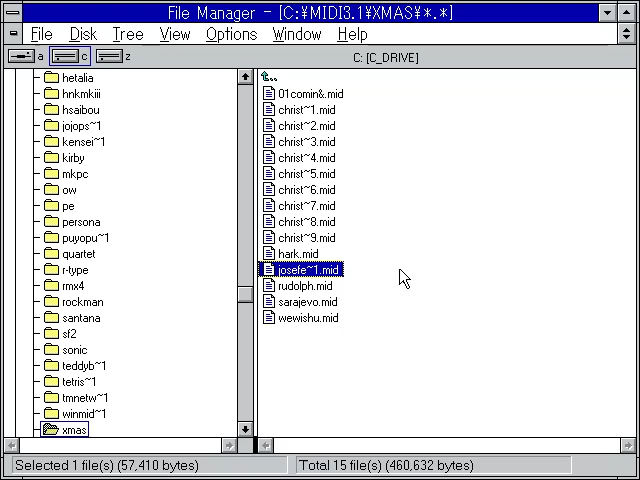 File Manager - [C:¥MIDI3.1¥XMAS¥*.*]
File Disk Tree View Options Window Help
a c z C: [C_DRIVE]
hetalia
hnkmkiii
hsaibou
jojops~1
kensei~1
kirby
mkpc
ow
pe
persona
puyopu~1
quartet
r-type
rmx4
rockman
santana
sf2
sonic
teddyb~1
tetris~1
tmnetw~1
winmid~1
xmas
..
01comin&.mid
christ~1.mid
christ~2.mid
christ~3.mid
christ~4.mid
christ~5.mid
christ~6.mid
christ~7.mid
christ~8.mid
christ~9.mid
hark.mid
josefe~1.mid
rudolph.mid
sarajevo.mid
wewishu.mid
Selected 1 file(s) (57,410 bytes)
Total 15 file(s) (460,632 bytes)